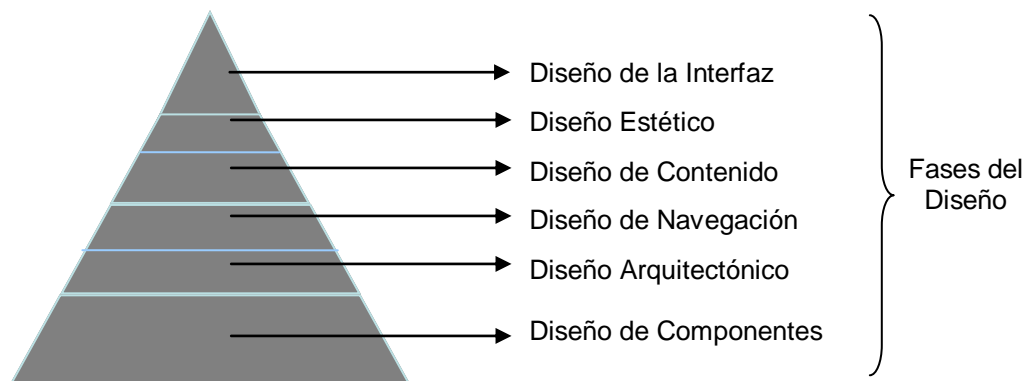 Diseño de la Interfaz
Diseño Estético
Diseño de Contenido
Diseño de Navegación
Diseño Arquitectónico
Diseño de Componentes
Fases del
Diseño